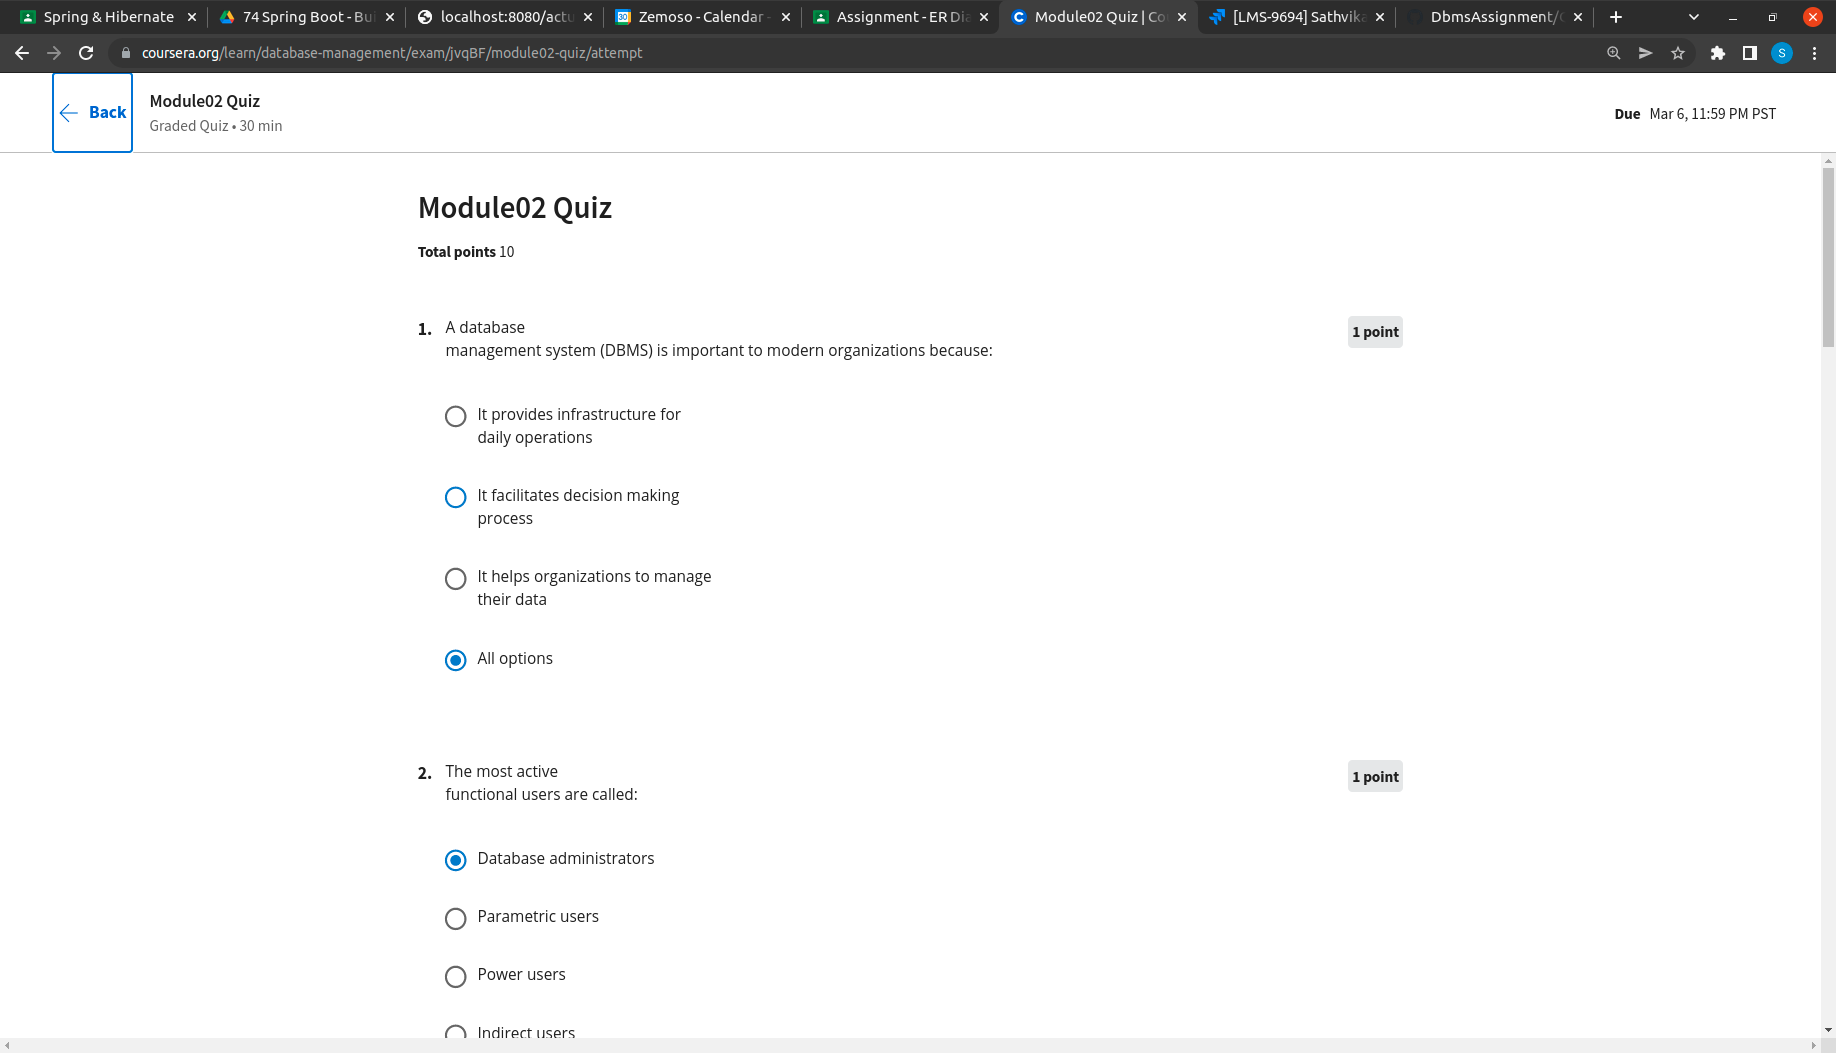 Spring & Hibernate
74 Spring Boot - Bui
localhost:8080/actu
Zemoso - Calendar -
Assignment - ER Dia
Module02 Quiz | Co
[LMS-9694] Sathvika
DbmsAssignment/
coursera.org/learn/database-management/exam/jvqBF/module02-quiz/attempt
S
Back
Module02 Quiz
Graded Quiz • 30 min
Due Mar 6, 11:59 PM PST
Module02 Quiz
Total points 10
1. A database
management system (DBMS) is important to modern organizations because:
1 point
It provides infrastructure for
daily operations
It facilitates decision making
process
It helps organizations to manage
their data
All options
2. The most active
functional users are called:
1 point
Database administrators
Parametric users
Power users
Indirect users